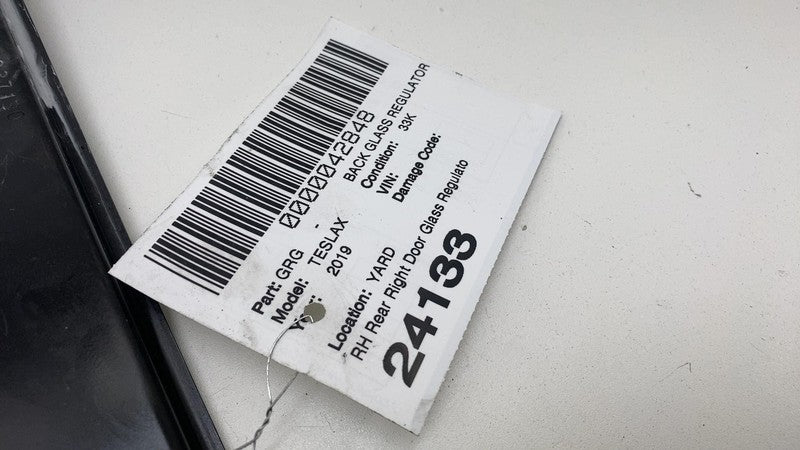 0000042848
Part: GRG - BACK GLASS REGULATOR
Model: TESLAX Condition: 33K
2019 VIN:
Damage Code:
Location: YARD
RH Rear Right Door Glass Regulato
24133